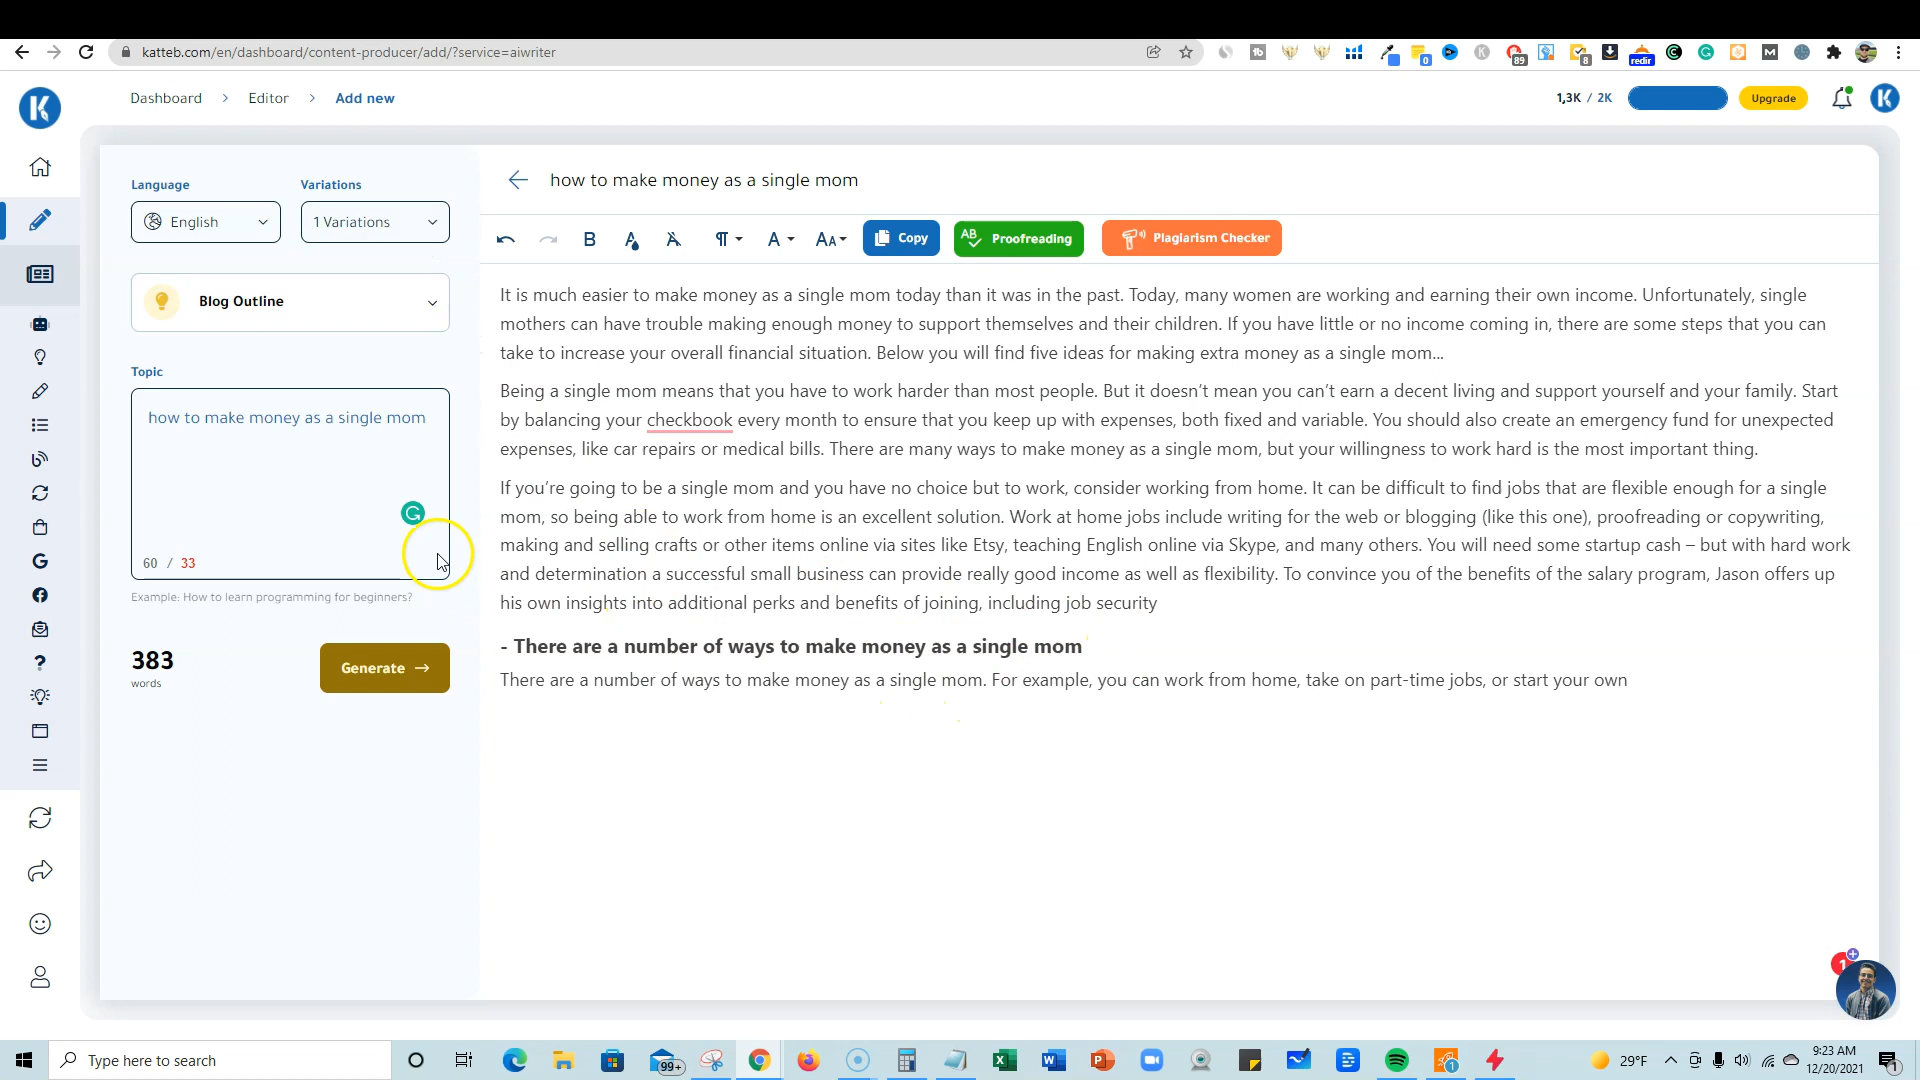 katteb.com/en/dashboard/content-producer/add/?service=aiwriter
89
0
8
redir
Dashboard > Editor > Add new
1,3K / 2K
Upgrade
Language
Variations
English
1 Variations
Blog Outline
Topic
how to make money as a single mom
60 / 33
Example: How to learn programming for beginners?
383
words
Generate
how to make money as a single mom
Copy
Proofreading
Plagiarism Checker
It is much easier to make money as a single mom today than it was in the past. Today, many women are working and earning their own income. Unfortunately, single
mothers can have trouble making enough money to support themselves and their children. If you have little or no income coming in, there are some steps that you can
take to increase your overall financial situation. Below you will find five ideas for making extra money as a single mom...
Being a single mom means that you have to work harder than most people. But it doesn't mean you can't earn a decent living and support yourself and your family. Start
by balancing your checkbook every month to ensure that you keep up with expenses, both fixed and variable. You should also create an emergency fund for unexpected
expenses, like car repairs or medical bills. There are many ways to make money as a single mom, but your willingness to work hard is the most important thing.
If you're going to be a single mom and you have no choice but to work, consider working from home. It can be difficult to find jobs that are flexible enough for a single
mom, so being able to work from home is an excellent solution. Work at home jobs include writing for the web or blogging (like this one), proofreading or copywriting,
making and selling crafts or other items online via sites like Etsy, teaching English online via Skype, and many others. You will need some startup cash – but with hard work
and determination a successful small business can provide really good income as well as flexibility. To convince you of the benefits of the salary program, Jason offers up
his own insights into additional perks and benefits of joining, including job security
- There are a number of ways to make money as a single mom
There are a number of ways to make money as a single mom. For example, you can work from home, take on part-time jobs, or start your own
1
Type here to search
99+
1
29°F
9:23 AM
12/20/2021
1